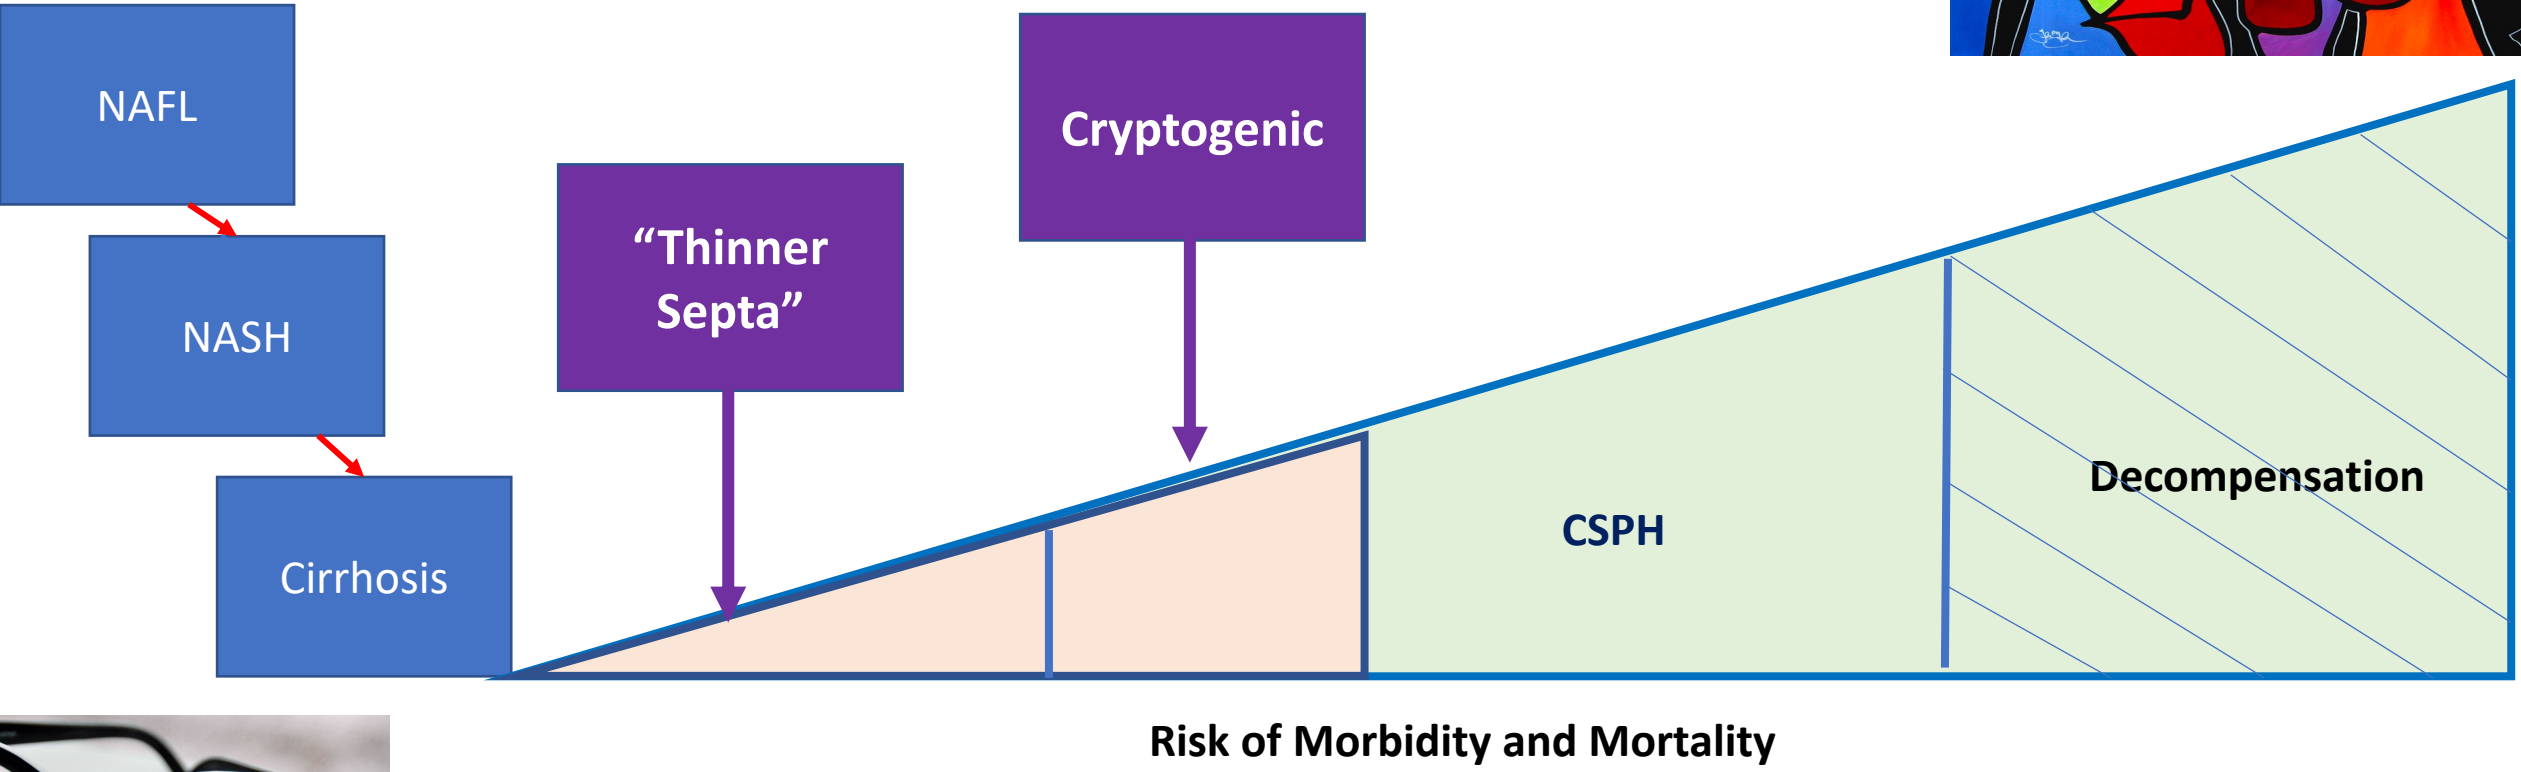 NAFL
NASH
Cirrhosis
“Thinner
Septa”
Cryptogenic
CSPH
Decompensation
Risk of Morbidity and Mortality